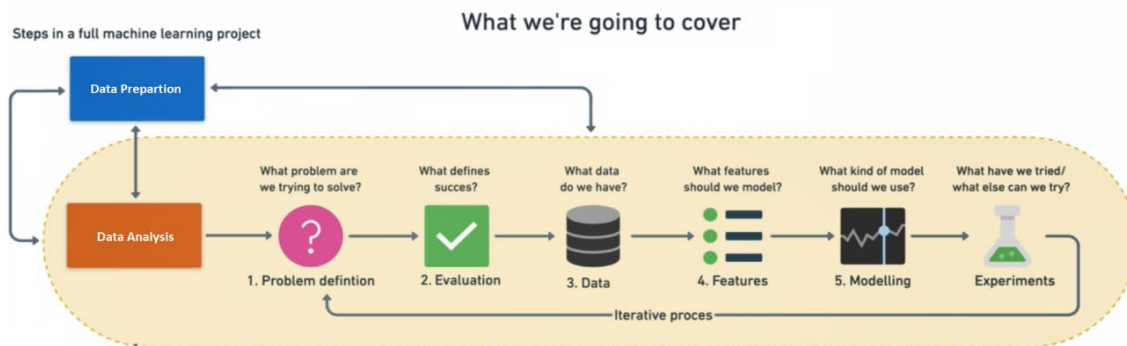 What we're going to cover
Steps in a full machine learning project
Data Prepartion
What problem are
we trying to solve?
What defines
succes?
What data
do we have?
What features
should we model?
What kind of model
should we use?
What have we tried/
what else can we try?
Data Analysis
?
1. Problem defintion
2. Evaluation
3. Data
4. Features
5. Modelling
Experiments
Iterative proces